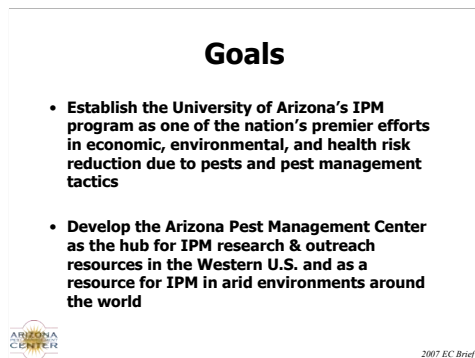 Goals
• Establish the University of Arizona's IPM
program as one of the nation's premier efforts
in economic, environmental, and health risk
reduction due to pests and pest management
tactics
• Develop the Arizona Pest Management Center
as the hub for IPM research & outreach
resources in the Western U.S. and as a
resource for IPM in arid environments around
the world
ARIZONA
CENTER
2007 EC Brief